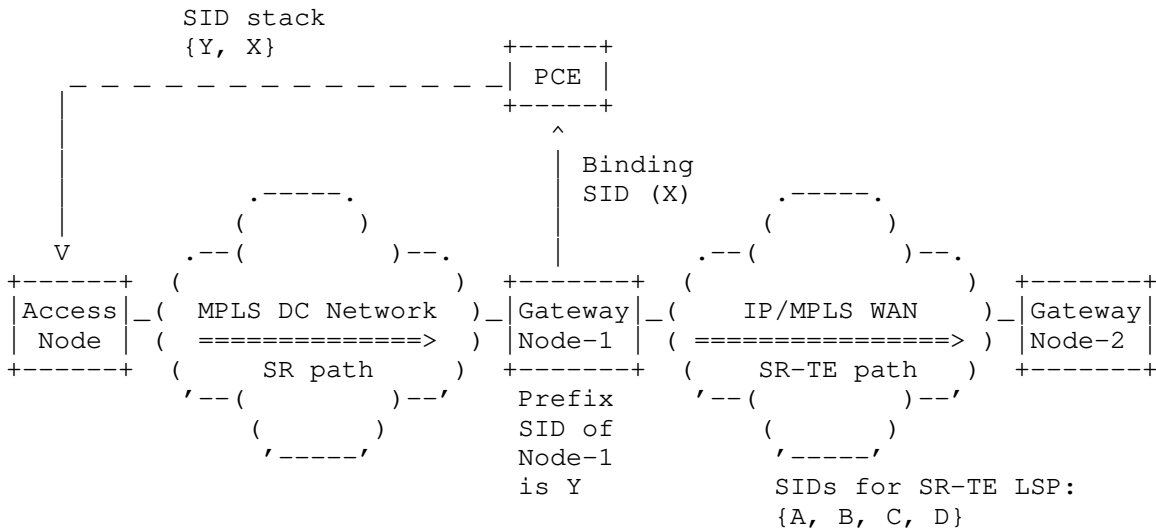 SID stack
{Y, X}
PCE
Binding
SID (X)
Access
Node
MPLS DC Network
SR path
Gateway
Node-1
IP/MPLS WAN
SR-TE path
Gateway
Node-2
Prefix
SID of
Node-1
is Y
SIDs for SR-TE LSP:
{A, B, C, D}